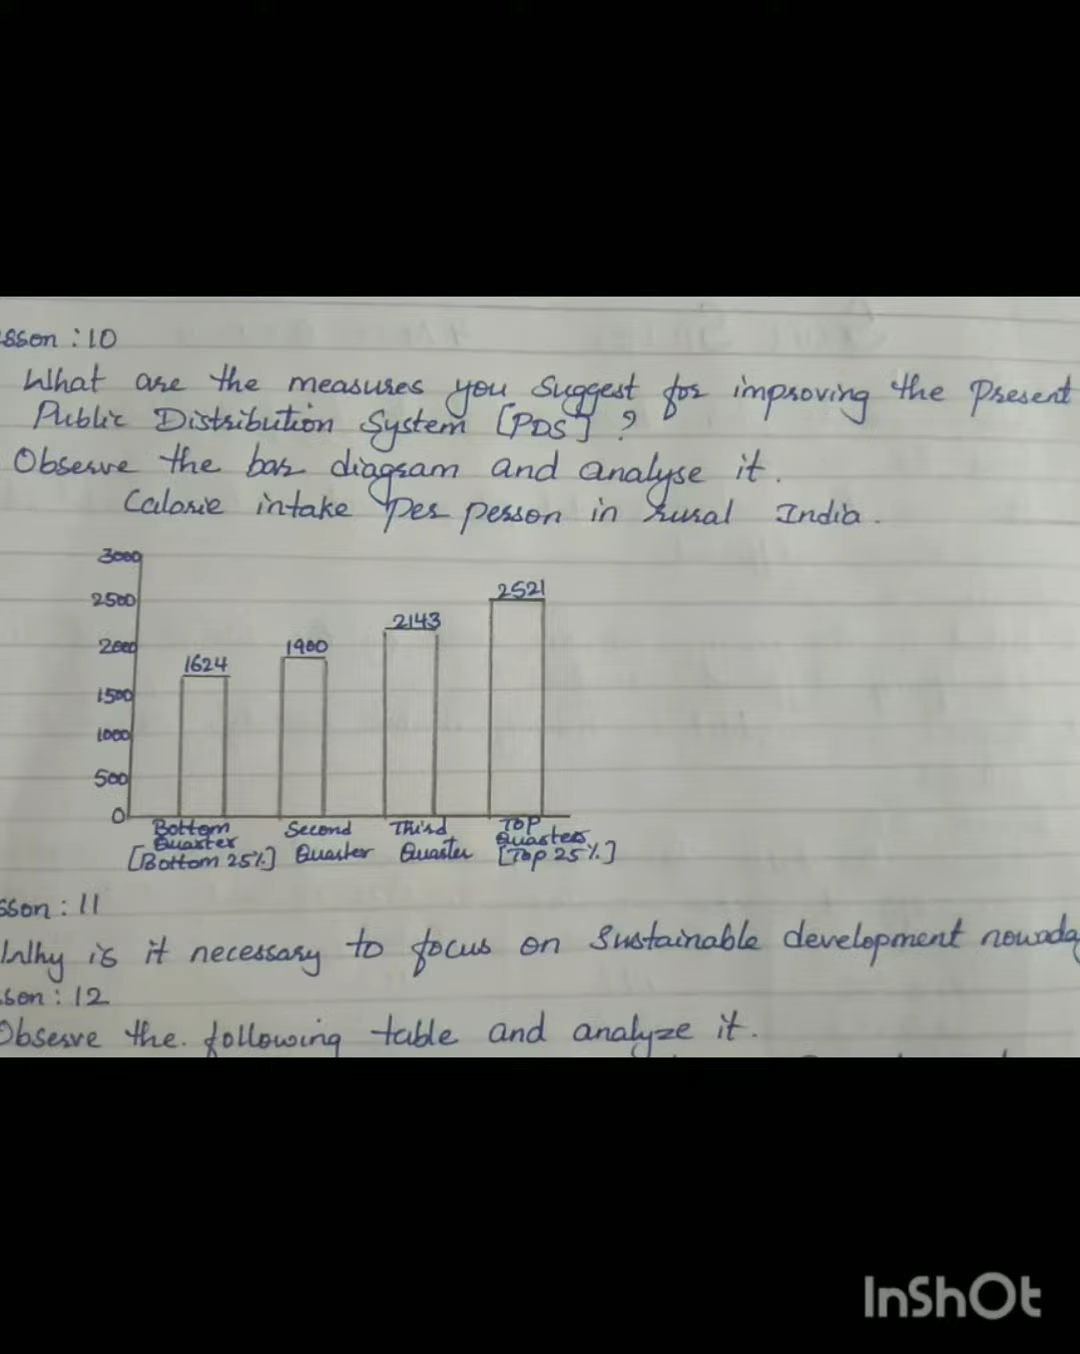 sson : 10
What are the measures you suggest for improving the Present
Public Distribution System [PDS] ?
Observe the bar diagram and analyse it.
Calorie intake per person in rural India.
3000
2500
2000
1500
1000
500
0
1624
1900
2143
2521
Bottom Quarter [Bottom 25%]
Second Quarter
Third Quarter
Top Quarters [Top 25%]
sson : 11
Why is it necessary to focus on Sustainable development nowada
son : 12
Observe the following table and analyze it.
InShOt